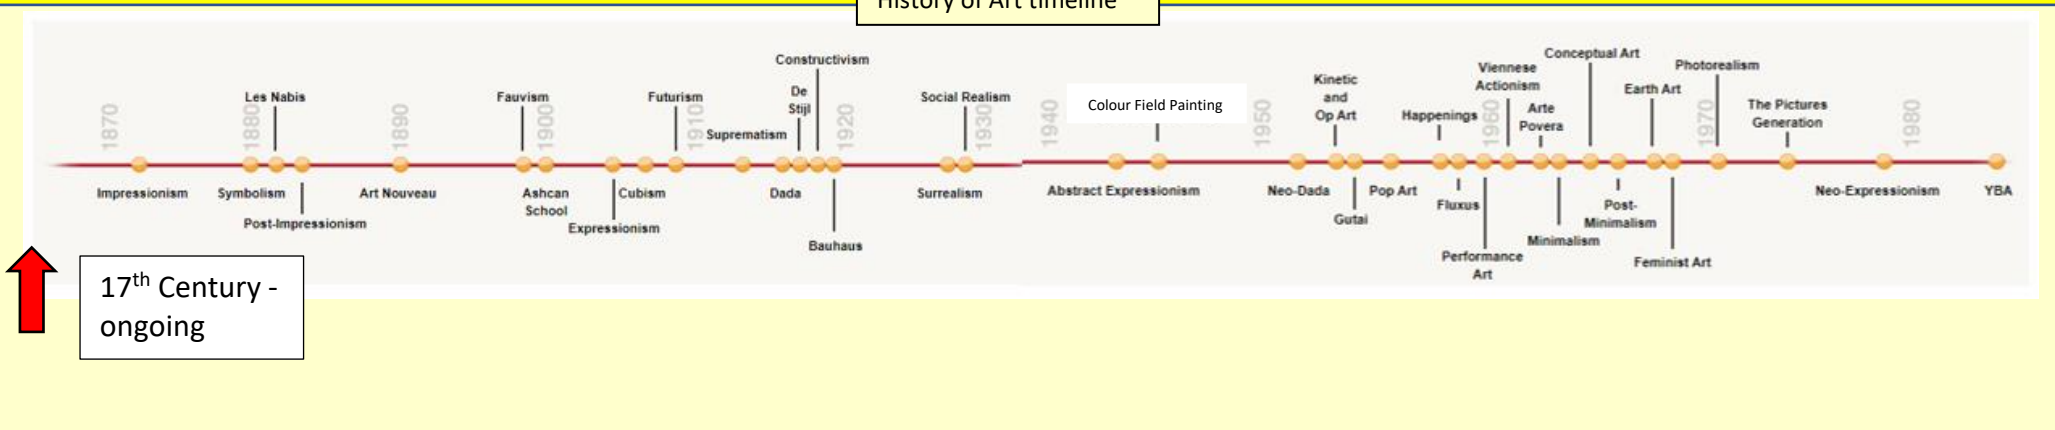 History of Art timeline
Constructivism
Conceptual Art
Viennese
Actionism
Photorealism
Kinetic
and
Op Art
De
Stijl
Les Nabis
Fauvism
Futurism
Social Realism
Colour Field Painting
Earth Art
The Pictures
Generation
Happenings
Arte
Povera
Suprematism
1870
1880
1890
1900
1910
1920
1930
1940
1950
1960
1970
1980
Impressionism
Symbolism
Post-Impressionism
Art Nouveau
Ashcan
School
Expressionism
Cubism
Dada
Bauhaus
Surrealism
Abstract Expressionism
Neo-Dada
Gutai
Pop Art
Fluxus
Performance
Art
Minimalism
Post-
Minimalism
Feminist Art
Neo-Expressionism
YBA
17th Century -
ongoing